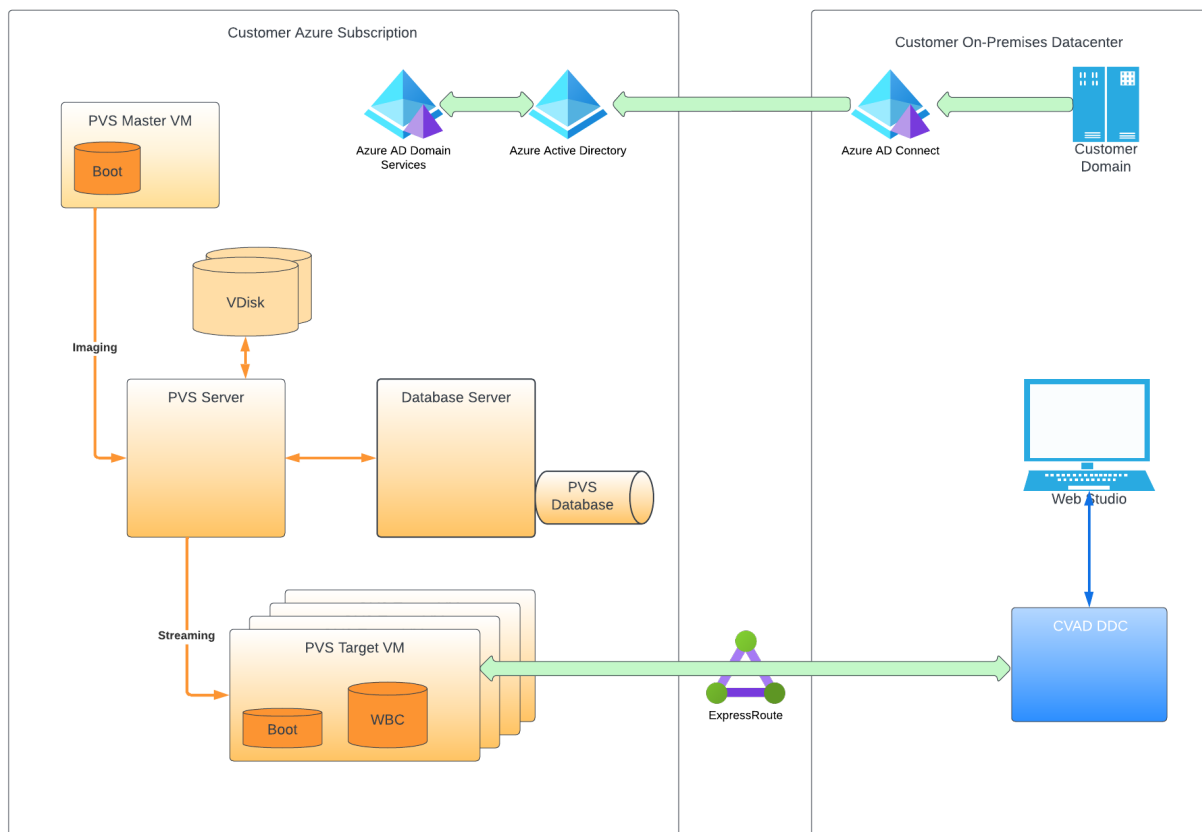 Customer Azure Subscription
Customer On-Premises Datacenter
PVS Master VM
Boot
Azure AD Domain
Services
Azure Active Directory
Azure AD Connect
Customer
Domain
VDisk
Imaging
PVS Server
Database Server
PVS
Database
Web Studio
Streaming
PVS Target VM
Boot
WBC
ExpressRoute
CVAD DDC